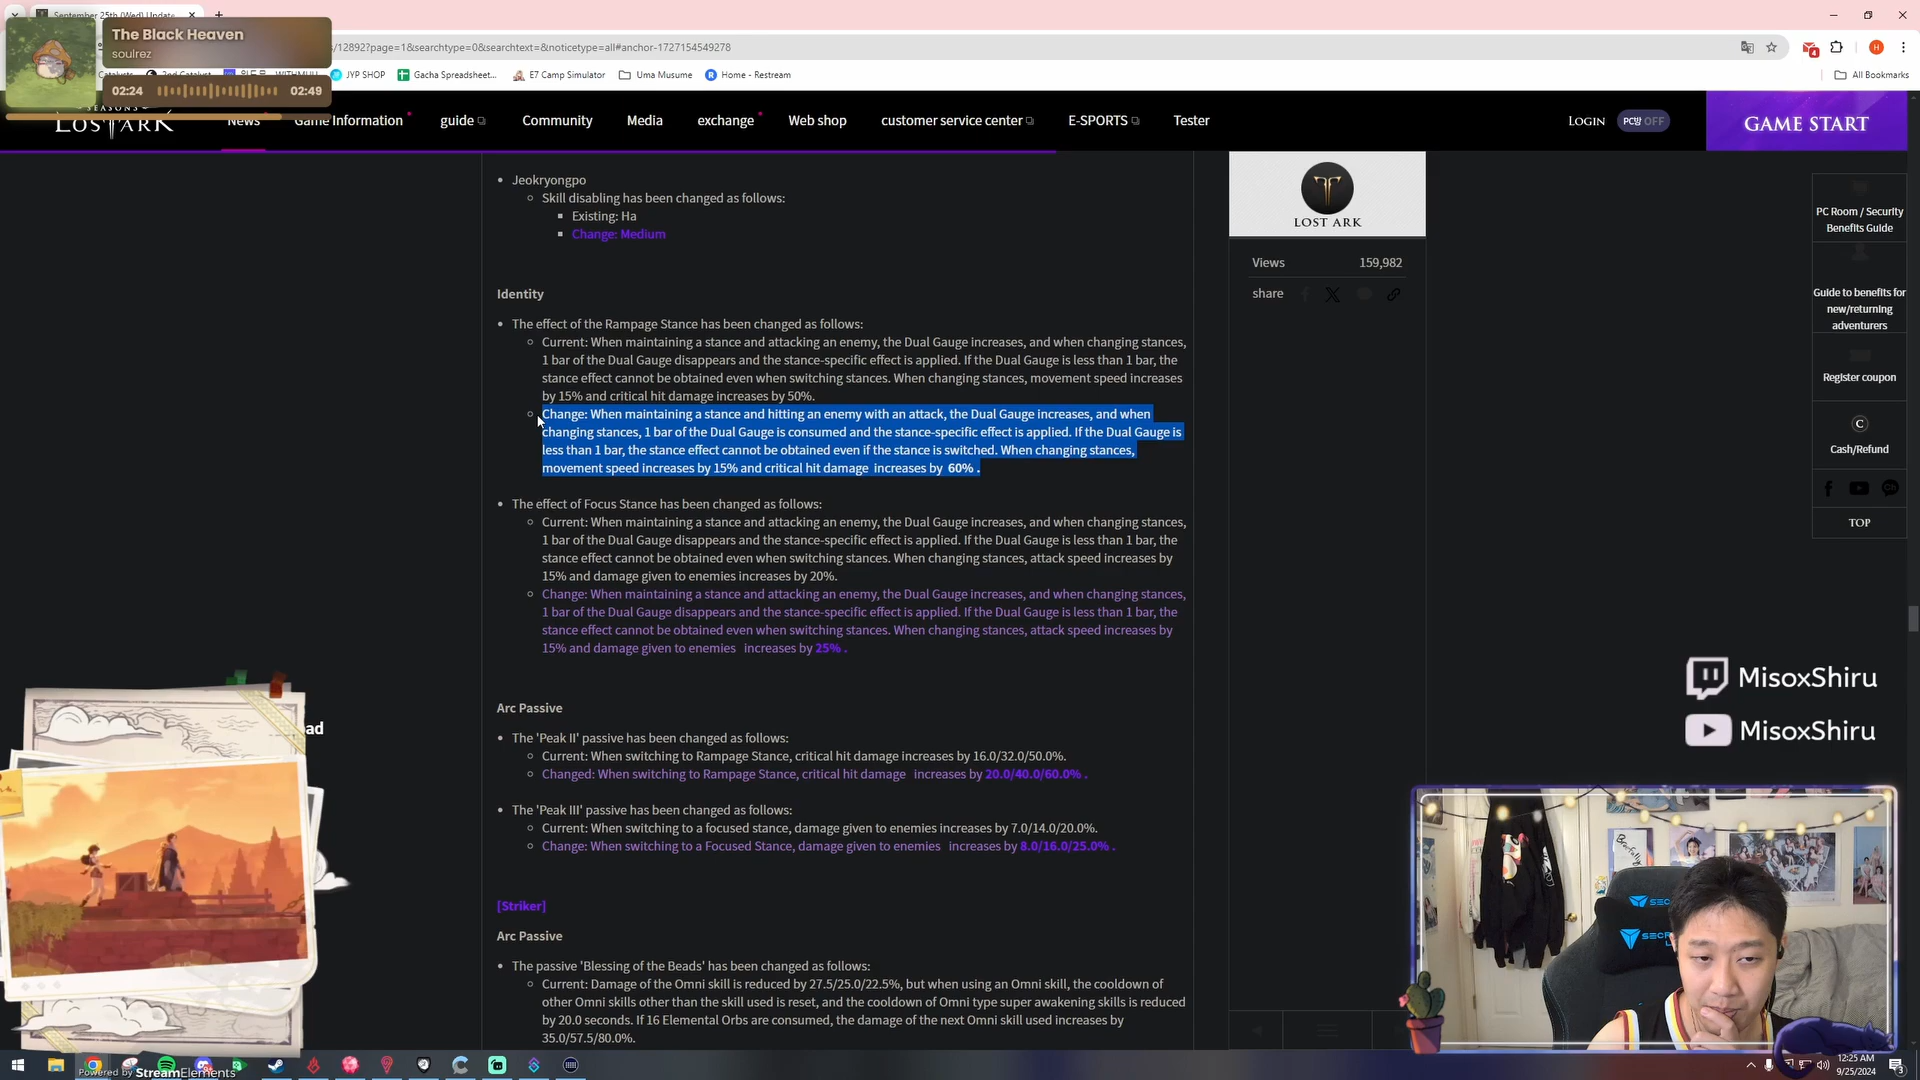 September 25th (Wed) Update
The Black Heaven
soulrez
02:24
02:49
/12892?page=1&searchtype=0&searchtext=&noticetype=all#anchor-1727154549278
JYP SHOP
Gacha Spreadsheet...
E7 Camp Simulator
Uma Musume
Home - Restream
All Bookmarks
LOST ARK
News
Game Information
guide
Community
Media
exchange
Web shop
customer service center
E-SPORTS
Tester
LOGIN
PC방 OFF
GAME START
• Jeokryongpo
Skill disabling has been changed as follows:
Existing: Ha
Change: Medium
Identity
• The effect of the Rampage Stance has been changed as follows:
Current: When maintaining a stance and attacking an enemy, the Dual Gauge increases, and when changing stances,
1 bar of the Dual Gauge disappears and the stance-specific effect is applied. If the Dual Gauge is less than 1 bar, the
stance effect cannot be obtained even when switching stances. When changing stances, movement speed increases
by 15% and critical hit damage increases by 50%.
Change: When maintaining a stance and hitting an enemy with an attack, the Dual Gauge increases, and when
changing stances, 1 bar of the Dual Gauge is consumed and the stance-specific effect is applied. If the Dual Gauge is
less than 1 bar, the stance effect cannot be obtained even if the stance is switched. When changing stances,
movement speed increases by 15% and critical hit damage increases by 60% .
• The effect of Focus Stance has been changed as follows:
Current: When maintaining a stance and attacking an enemy, the Dual Gauge increases, and when changing stances,
1 bar of the Dual Gauge disappears and the stance-specific effect is applied. If the Dual Gauge is less than 1 bar, the
stance effect cannot be obtained even when switching stances. When changing stances, attack speed increases by
15% and damage given to enemies increases by 20%.
Change: When maintaining a stance and attacking an enemy, the Dual Gauge increases, and when changing stances,
1 bar of the Dual Gauge disappears and the stance-specific effect is applied. If the Dual Gauge is less than 1 bar, the
stance effect cannot be obtained even when switching stances. When changing stances, attack speed increases by
15% and damage given to enemies increases by 25% .
Arc Passive
• The 'Peak II' passive has been changed as follows:
Current: When switching to Rampage Stance, critical hit damage increases by 16.0/32.0/50.0%.
Changed: When switching to Rampage Stance, critical hit damage increases by 20.0/40.0/60.0% .
• The 'Peak III' passive has been changed as follows:
Current: When switching to a focused stance, damage given to enemies increases by 7.0/14.0/20.0%.
Change: When switching to a Focused Stance, damage given to enemies increases by 8.0/16.0/25.0% .
[Striker]
Arc Passive
• The passive 'Blessing of the Beads' has been changed as follows:
Current: Damage of the Omni skill is reduced by 27.5/25.0/22.5%, but when using an Omni skill, the cooldown of
other Omni skills other than the skill used is reset, and the cooldown of Omni type super awakening skills is reduced
by 20.0 seconds. If 16 Elemental Orbs are consumed, the damage of the next Omni skill used increases by
35.0/57.5/80.0%.
LOST ARK
Views 159,982
share
PC Room / Security
Benefits Guide
Guide to benefits for
new/returning
adventurers
Register coupon
Cash/Refund
TOP
MisoxShiru
MisoxShiru
ad
Powered by StreamElements
12:25 AM
9/25/2024